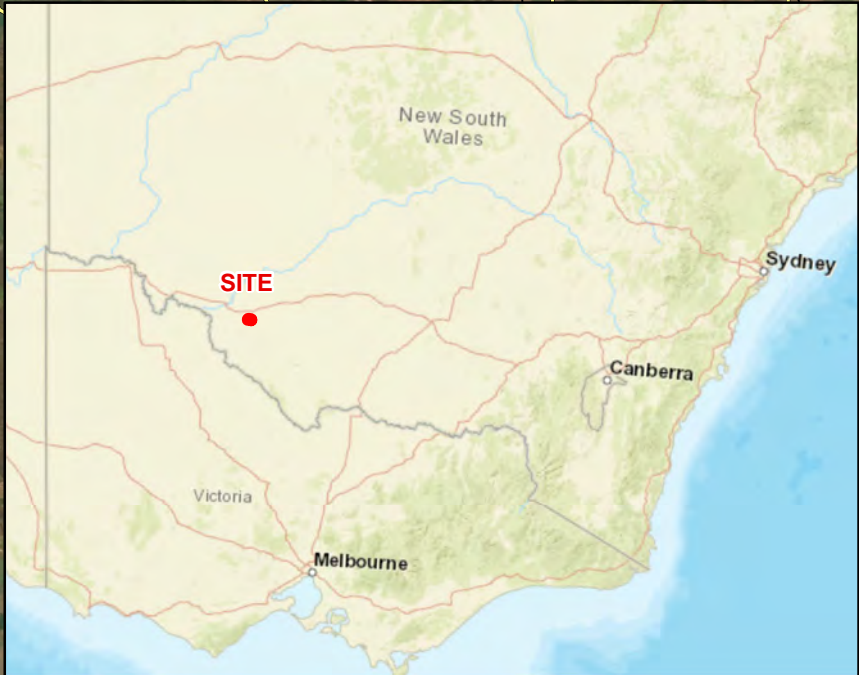 New South
Wales
Sydney
SITE
Canberra
Victoria
Melbourne